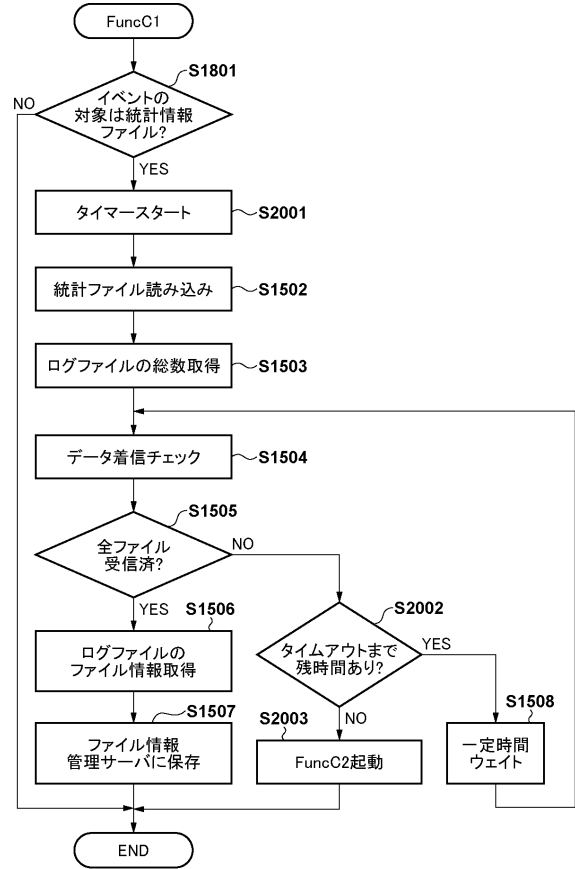 FuncC1
S1801
イベントの
対象は統計情報
ファイル?
NO
YES
タイマースタート
S2001
統計ファイル読み込み
S1502
ログファイルの総数取得
S1503
データ着信チェック
S1504
S1505
全ファイル
受信済?
NO
YES
S1506
ログファイルの
ファイル情報取得
S2002
タイムアウトまで
残時間あり?
YES
NO
S1507
ファイル情報
管理サーバに保存
S2003
FuncC2起動
S1508
一定時間
ウェイト
END